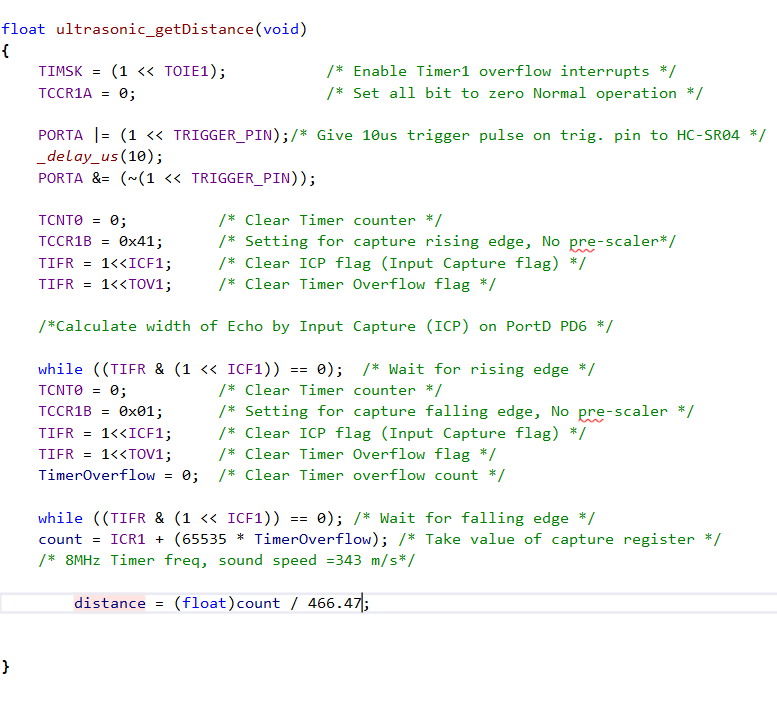 float ultrasonic_getDistance(void)
{
TIMSK = (1 << TOIE1); /* Enable Timer1 overflow interrupts */
TCCR1A = 0; /* Set all bit to zero Normal operation */
PORTA |= (1 << TRIGGER_PIN);/* Give 10us trigger pulse on trig. pin to HC-SR04 */
_delay_us(10);
PORTA &= (~(1 << TRIGGER_PIN));
TCNT0 = 0; /* Clear Timer counter */
TCCR1B = 0x41; /* Setting for capture rising edge, No pre-scaler*/
TIFR = 1<<ICF1; /* Clear ICP flag (Input Capture flag) */
TIFR = 1<<TOV1; /* Clear Timer Overflow flag */
/*Calculate width of Echo by Input Capture (ICP) on PortD PD6 */
while ((TIFR & (1 << ICF1)) == 0); /* Wait for rising edge */
TCNT0 = 0; /* Clear Timer counter */
TCCR1B = 0x01; /* Setting for capture falling edge, No pre-scaler */
TIFR = 1<<ICF1; /* Clear ICP flag (Input Capture flag) */
TIFR = 1<<TOV1; /* Clear Timer Overflow flag */
TimerOverflow = 0; /* Clear Timer overflow count */
while ((TIFR & (1 << ICF1)) == 0); /* Wait for falling edge */
count = ICR1 + (65535 * TimerOverflow); /* Take value of capture register */
/* 8MHz Timer freq, sound speed =343 m/s*/
distance = (float)count / 466.47;
}